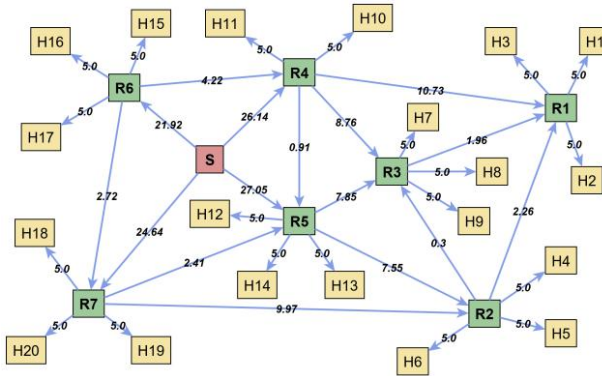 H15
H11
H10
H16
5.0
5.0
5.0
H3
H1
5.0
R6
4.22
R4
5.0
5.0
10.73
R1
5.0
21.92
26.14
8.76
H7
H17
5.0
1.96
5.0
S
0.91
R3
5.0
H8
H2
2.72
27.05
7.85
5.0
2.26
H12
5.0
R5
H9
24.64
H18
5.0
5.0
0.3
H4
5.0
2.41
7.55
5.0
H14
H13
R7
9.97
R2
5.0
5.0
5.0
5.0
H5
H20
H19
H6